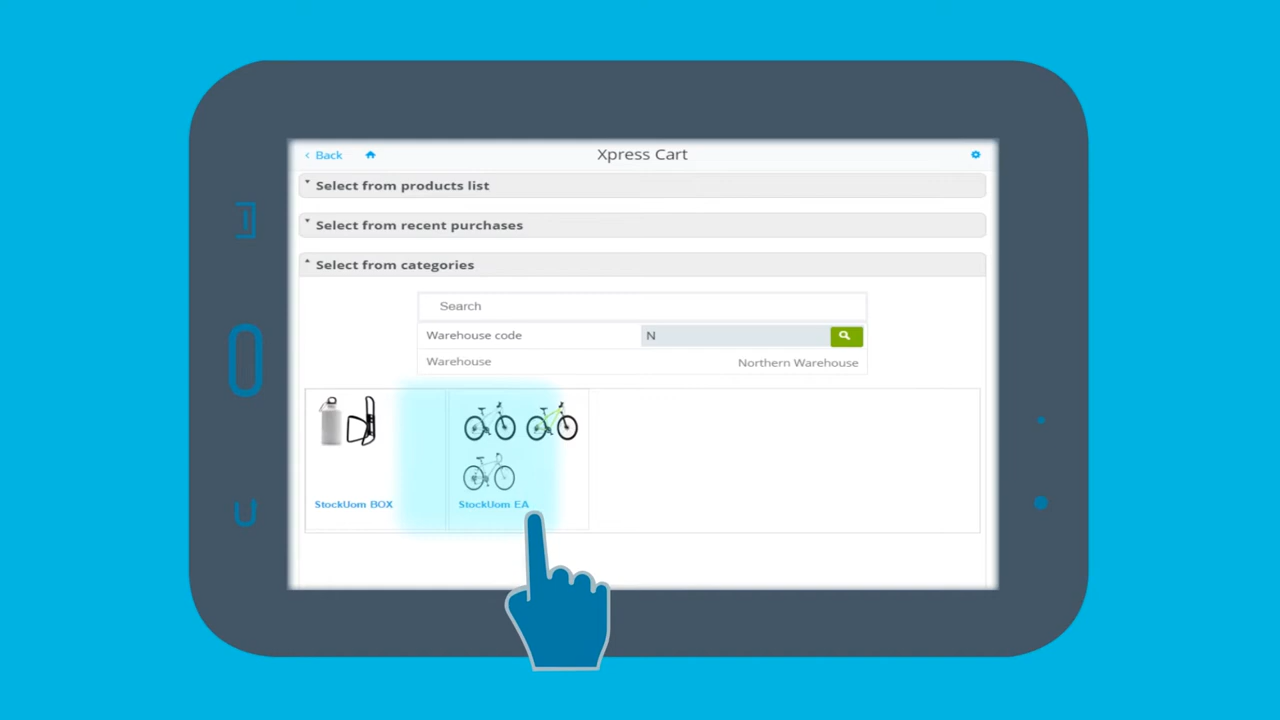 Back
Xpress Cart
Select from products list
Select from recent purchases
Select from categories
Search
Warehouse code N
Warehouse Northern Warehouse
StockUom BOX
StockUom EA